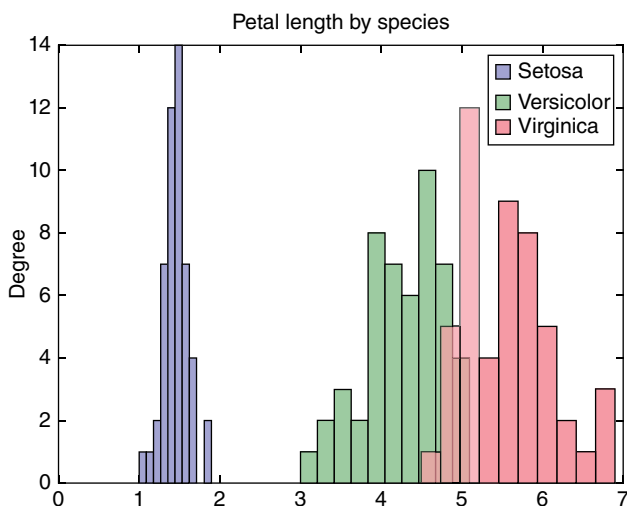 Petal length by species
14
12
10
8
6
4
2
0
Degree
Setosa
Versicolor
Virginica
0 1 2 3 4 5 6 7